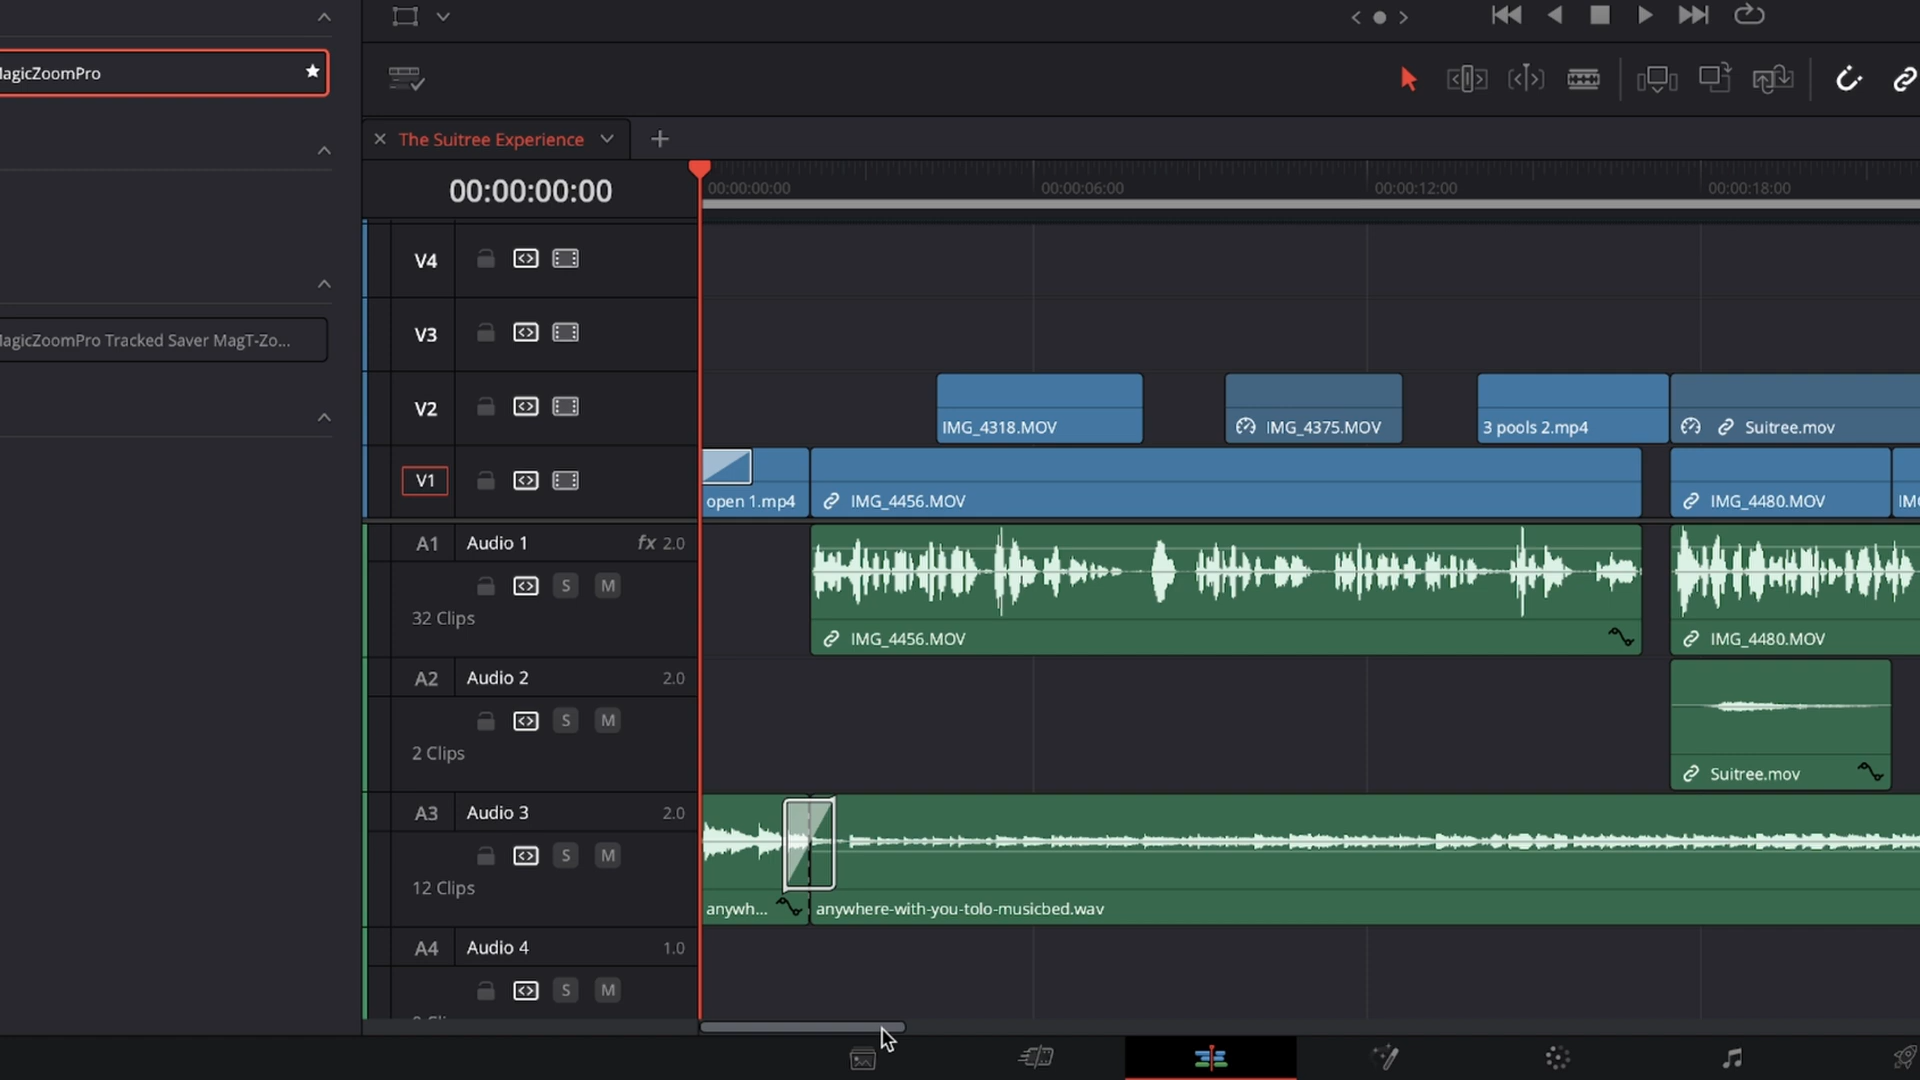 lagicZoomPro
lagicZoomPro Tracked Saver MagT-Zo...
The Suitree Experience
00:00:00:00
00:00:00:00
00:00:06:00
00:00:12:00
00:00:18:00
V4
V3
V2
IMG_4318.MOV
IMG_4375.MOV
3 pools 2.mp4
Suitree.mov
V1
open 1.mp4
IMG_4456.MOV
IMG_4480.MOV
A1
Audio 1
fx 2.0
S
M
32 Clips
IMG_4456.MOV
IMG_4480.MOV
A2
Audio 2
2.0
S
M
2 Clips
Suitree.mov
A3
Audio 3
2.0
S
M
12 Clips
anywh...
anywhere-with-you-tolo-musicbed.wav
A4
Audio 4
1.0
S
M